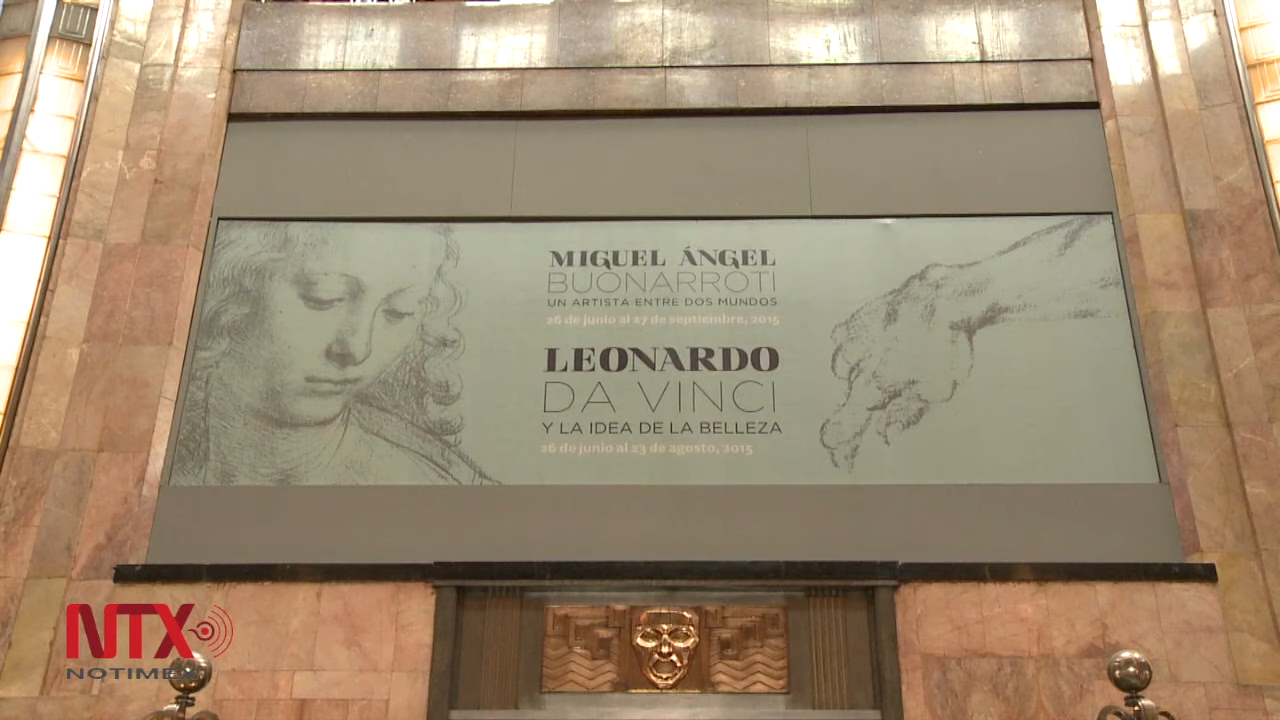 MIGUEL ÁNGEL
BUONARROTI
UN ARTISTA ENTRE DOS MUNDOS
26 de junio al 27 de septiembre, 2015
LEONARDO
DA VINCI
Y LA IDEA DE LA BELLEZA
26 de junio al 23 de agosto, 2015
NTX
NOTIMEX